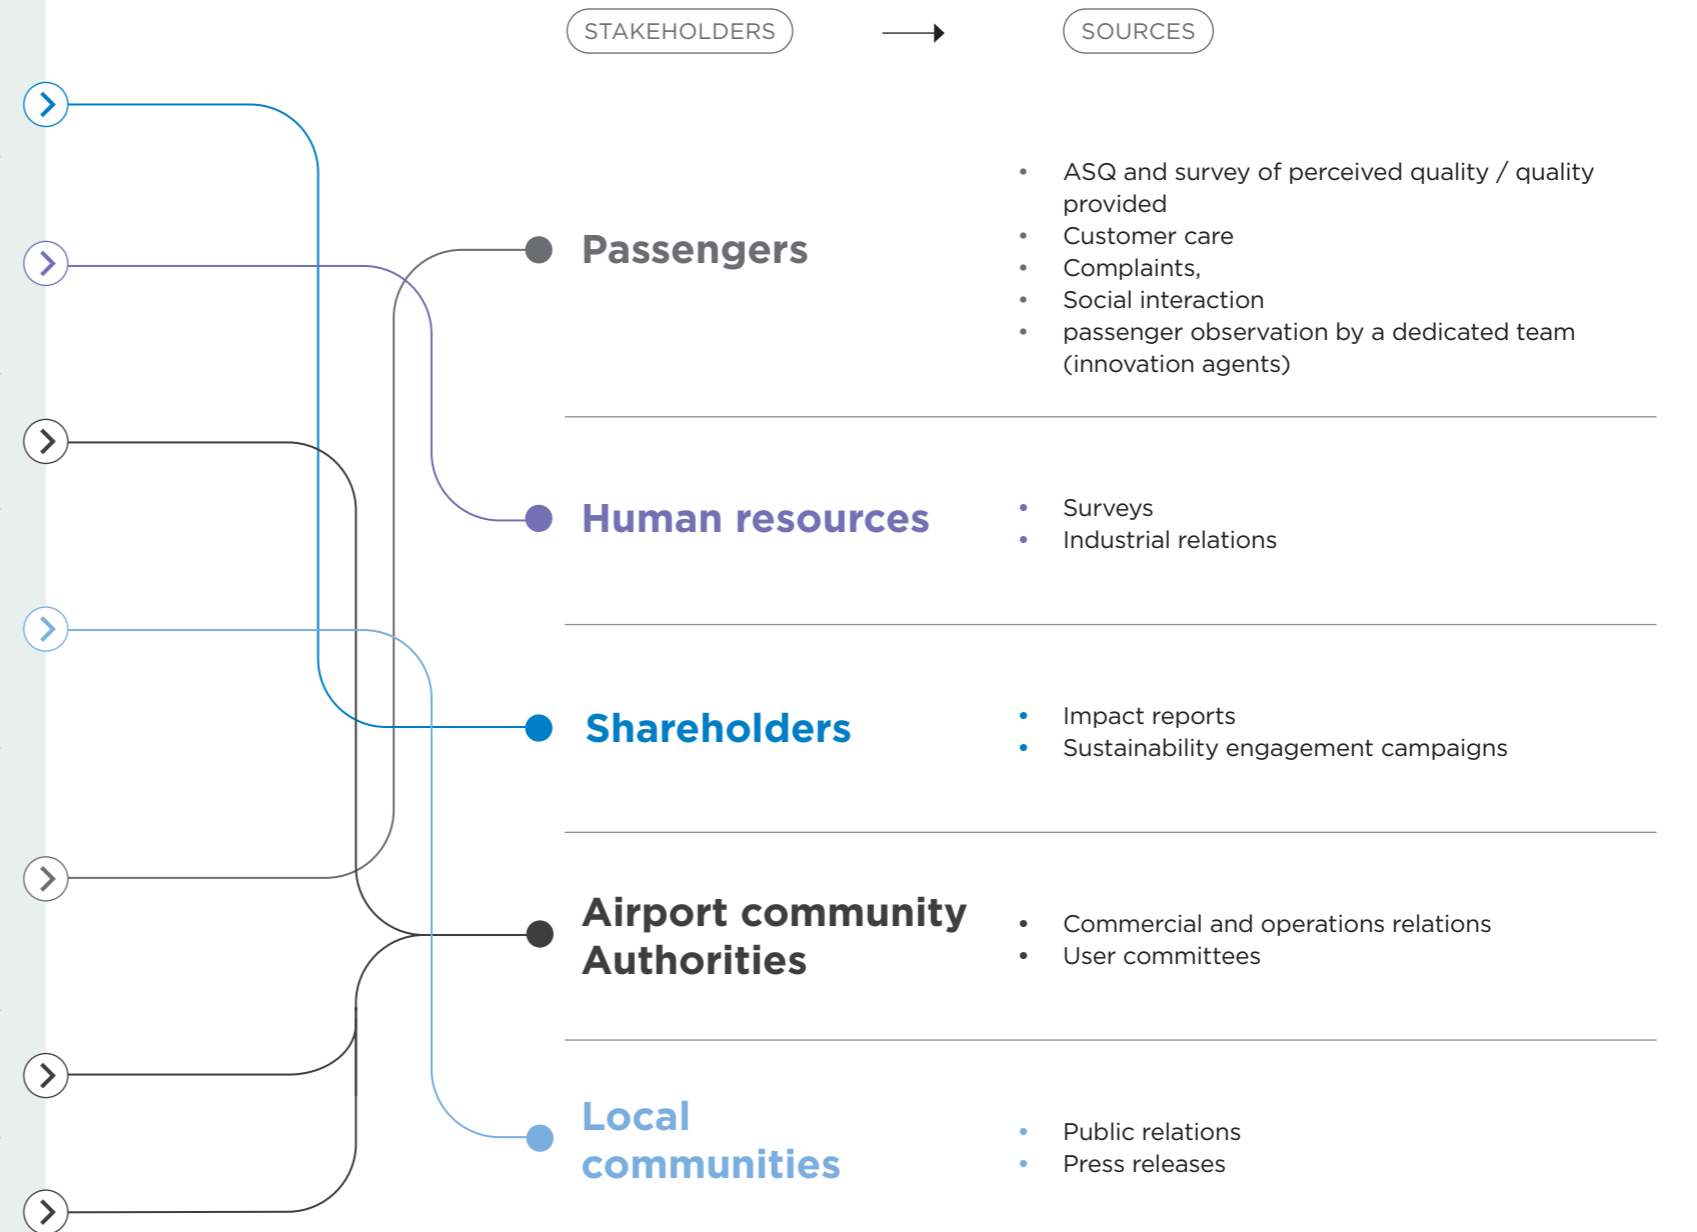 STAKEHOLDERS
SOURCES
Passengers
• ASQ and survey of perceived quality / quality
provided
• Customer care
• Complaints,
• Social interaction
• passenger observation by a dedicated team
(innovation agents)
Human resources
• Surveys
• Industrial relations
Shareholders
• Impact reports
• Sustainability engagement campaigns
Airport community
Authorities
• Commercial and operations relations
• User committees
Local
communities
• Public relations
• Press releases